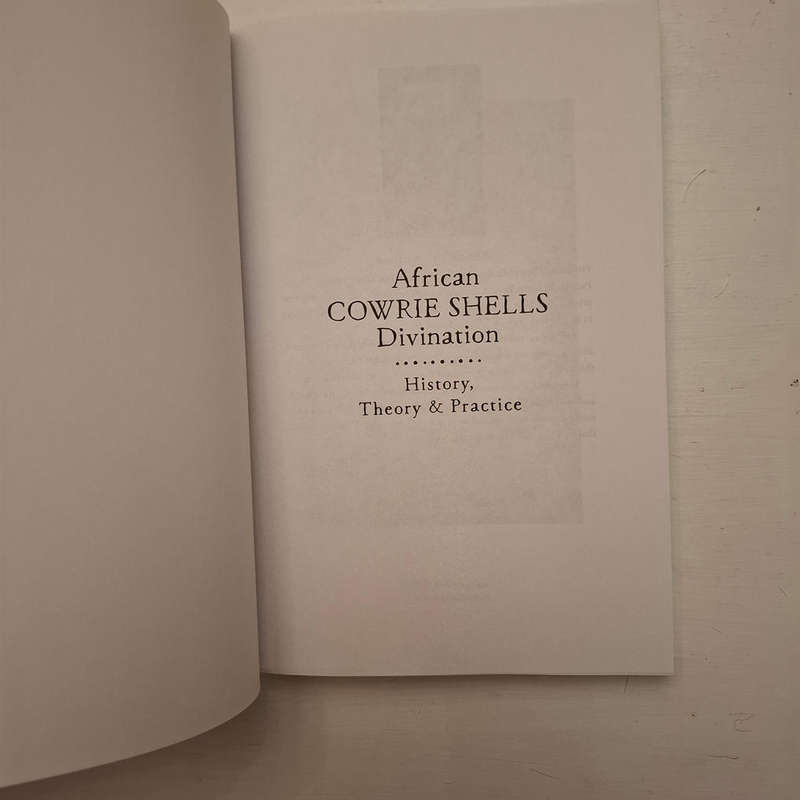 African
COWRIE SHELLS
Divination
..........
History,
Theory & Practice